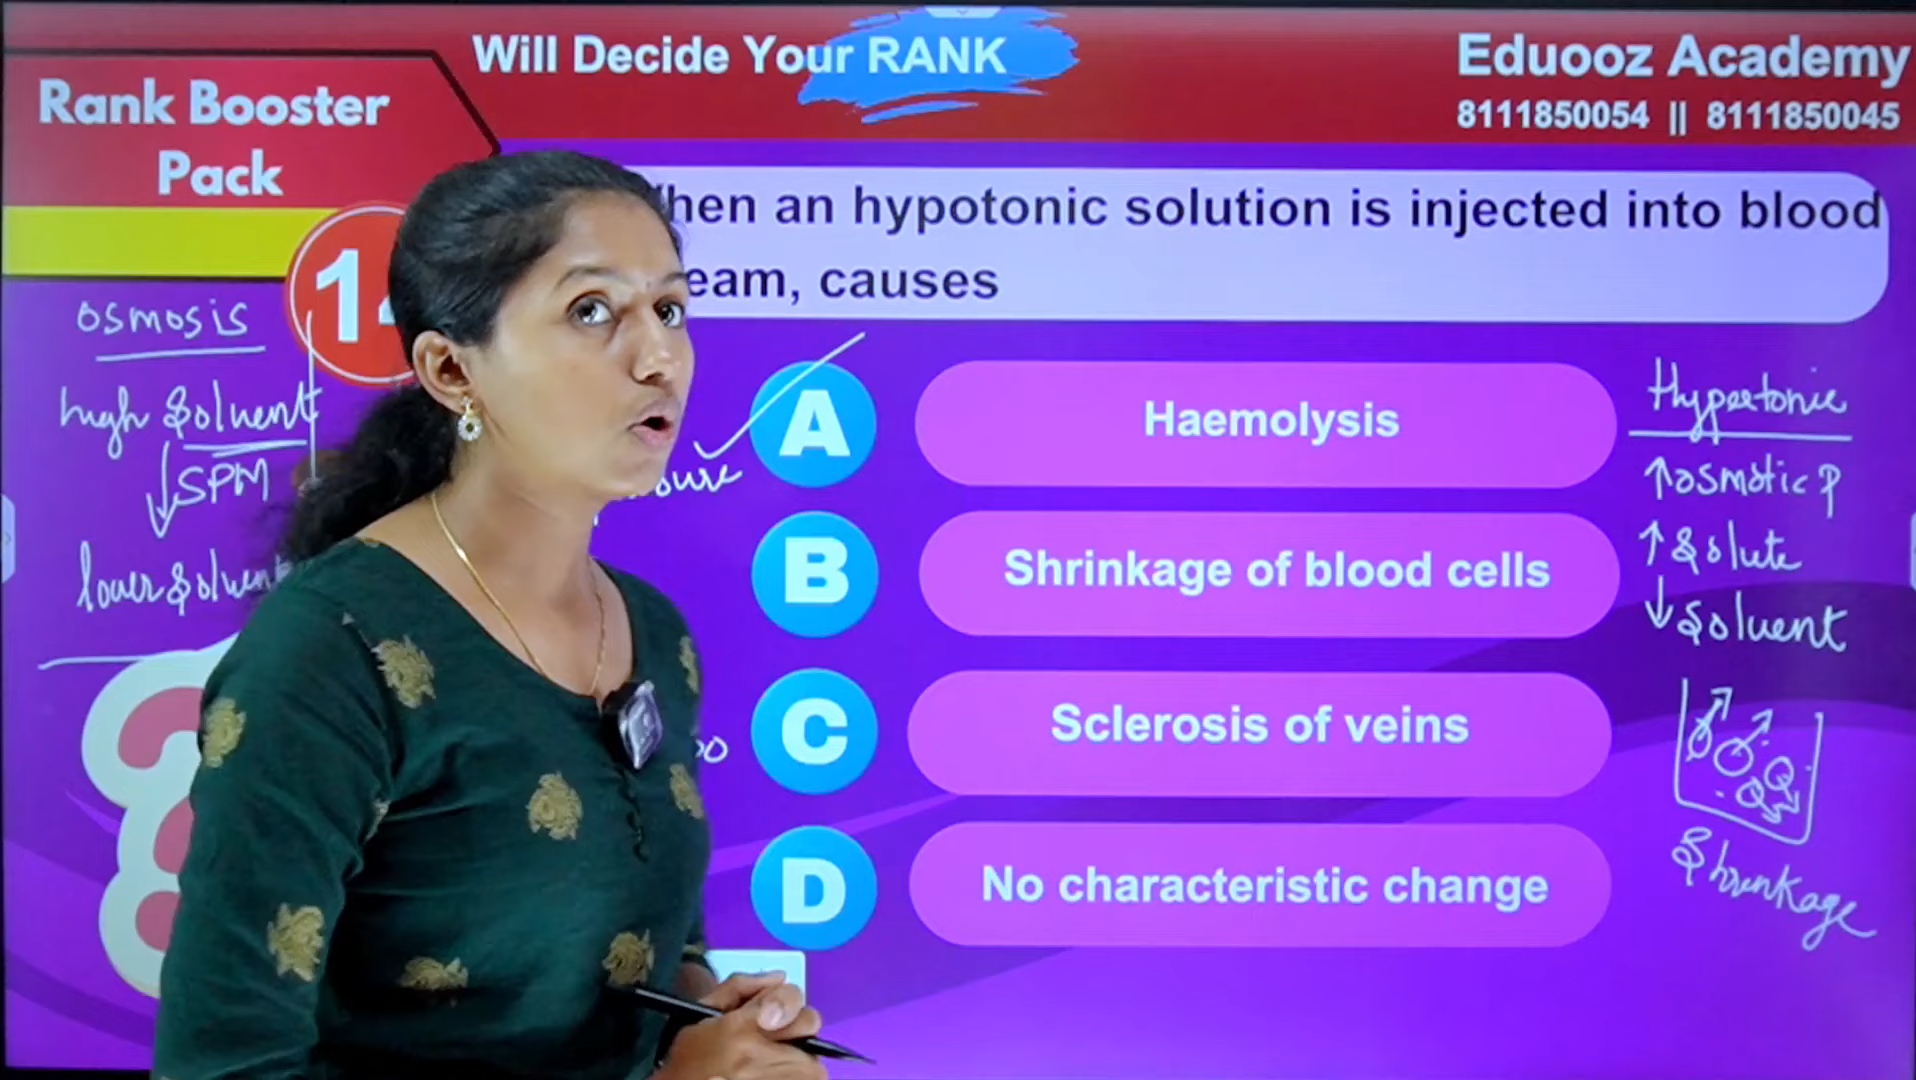 Will Decide Your RANK
Eduooz Academy
8111850054 || 8111850045
Rank Booster
Pack
hen an hypotonic solution is injected into blood
eam, causes
osmosis
high solvent
↓ SPM
lower solvent
A
Haemolysis
B
Shrinkage of blood cells
C
Sclerosis of veins
D
No characteristic change
Hypertonic
↑ osmotic p
↑ solute
↓ solvent
Shrinkage